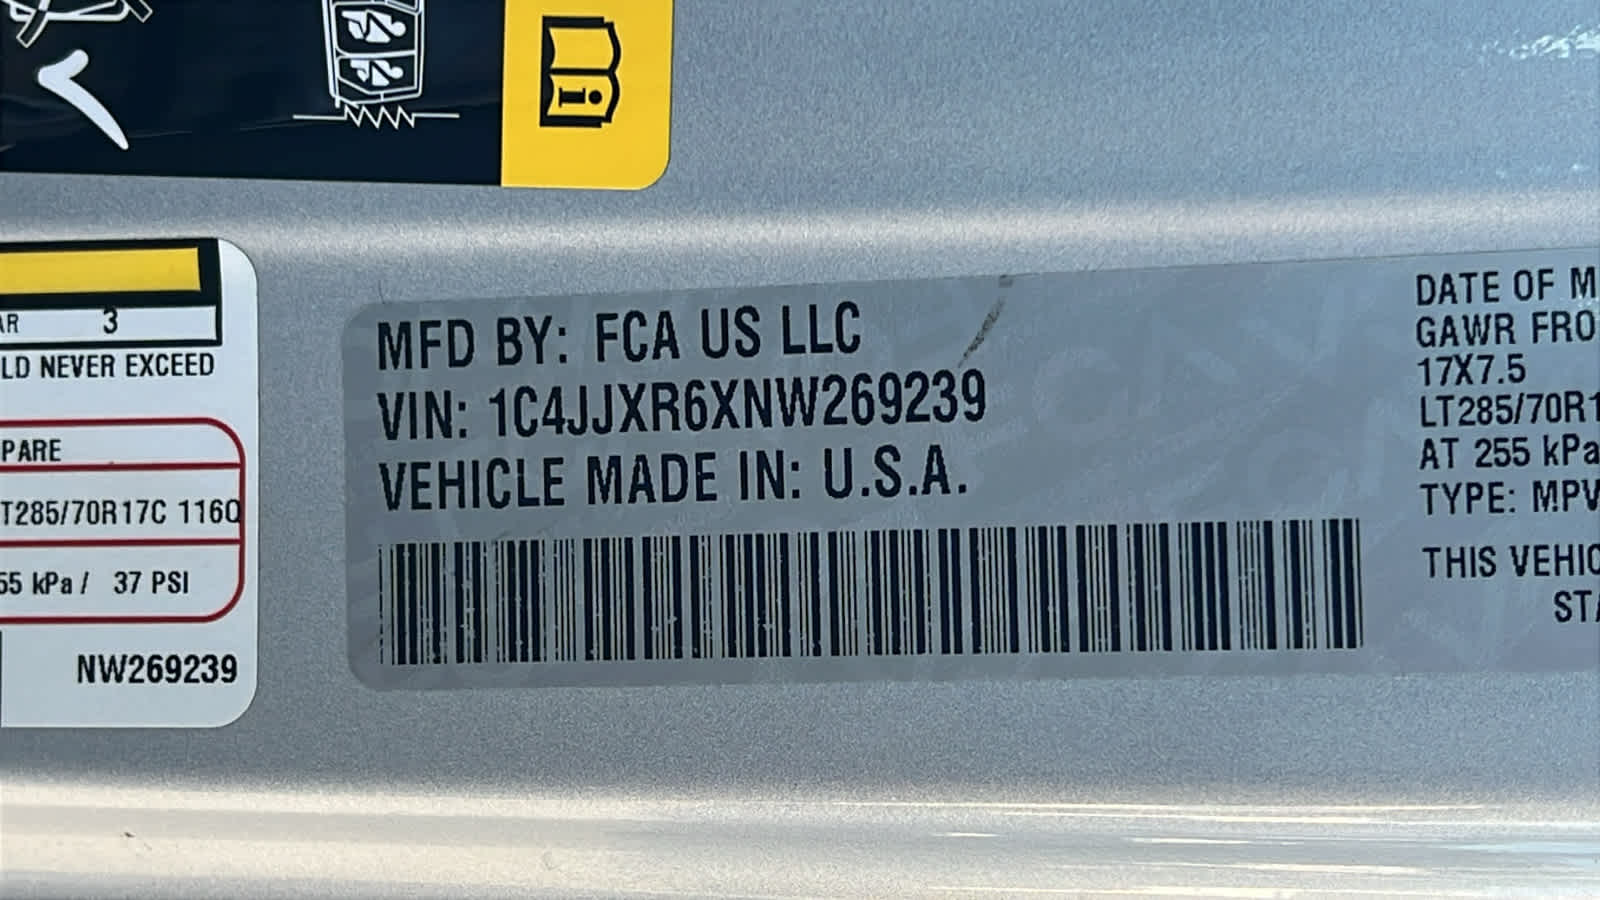 AR 3
LD NEVER EXCEED
PARE
T285/70R17C 116Q
55 kPa / 37 PSI
NW269239
MFD BY: FCA US LLC
VIN: 1C4JJXR6XNW269239
VEHICLE MADE IN: U.S.A.
DATE OF M
GAWR FRO
17X7.5
LT285/70R1
AT 255 kPa
TYPE: MPV
THIS VEHIC
STA